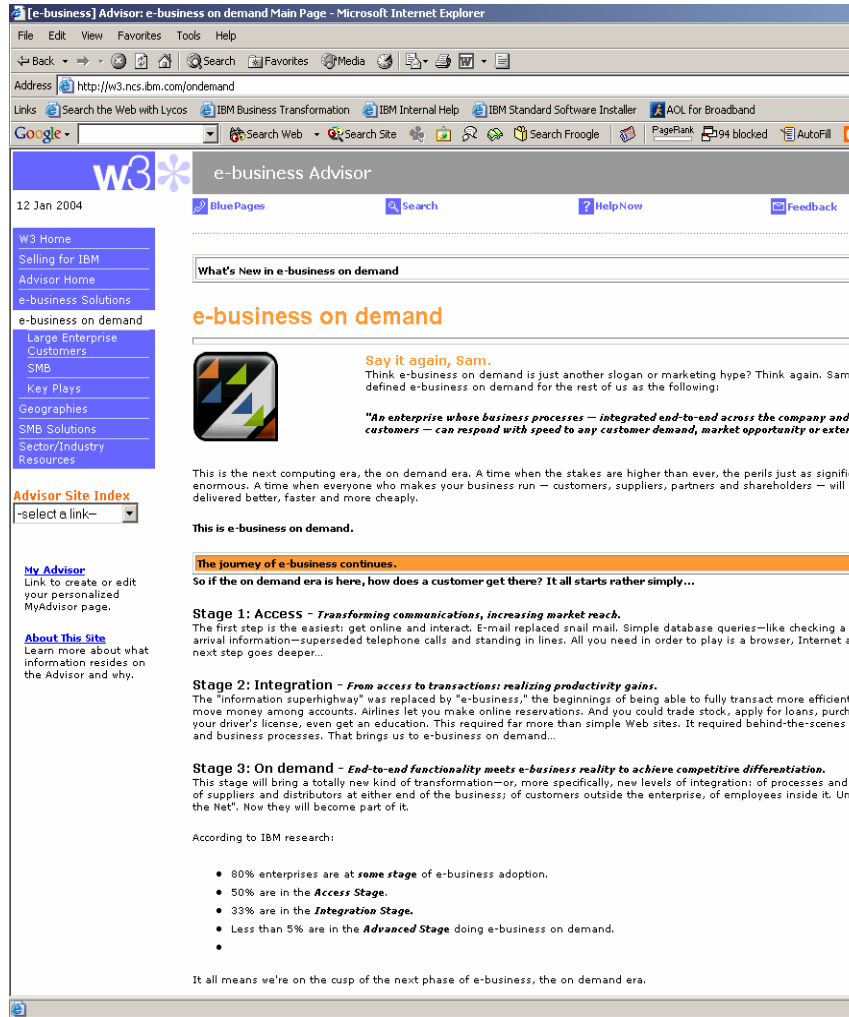 [e-business] Advisor: e-business on demand Main Page - Microsoft Internet Explorer
File Edit View Favorites Tools Help
Back Search Favorites Media
Address http://w3.ncs.ibm.com/ondemand
Links Search the Web with Lycos IBM Business Transformation IBM Internal Help IBM Standard Software Installer AOL for Broadband
Google Search Web Search Site Search Froogle PageRank 94 blocked AutoFill
w3 e-business Advisor
12 Jan 2004 BluePages Search HelpNow Feedback
W3 Home
Selling for IBM
Advisor Home
e-business Solutions
e-business on demand
Large Enterprise
Customers
SMB
Key Plays
Geographies
SMB Solutions
Sector/Industry
Resources
Advisor Site Index
-select a link--
My Advisor
Link to create or edit
your personalized
MyAdvisor page.
About This Site
Learn more about what
information resides on
the Advisor and why.
What's New in e-business on demand
e-business on demand
Say it again, Sam.
Think e-business on demand is just another slogan or marketing hype? Think again. Sam
defined e-business on demand for the rest of us as the following:
"An enterprise whose business processes — integrated end-to-end across the company and
customers — can respond with speed to any customer demand, market opportunity or exter
This is the next computing era, the on demand era. A time when the stakes are higher than ever, the perils just as signifi
enormous. A time when everyone who makes your business run — customers, suppliers, partners and shareholders — will
delivered better, faster and more cheaply.
This is e-business on demand.
The journey of e-business continues.
So if the on demand era is here, how does a customer get there? It all starts rather simply...
Stage 1: Access - Transforming communications, increasing market reach.
The first step is the easiest: get online and interact. E-mail replaced snail mail. Simple database queries—like checking a
arrival information—superseded telephone calls and standing in lines. All you need in order to play is a browser, Internet a
next step goes deeper...
Stage 2: Integration - From access to transactions: realizing productivity gains.
The "information superhighway" was replaced by "e-business," the beginnings of being able to fully transact more efficient
move money among accounts. Airlines let you make online reservations. And you could trade stock, apply for loans, purch
your driver's license, even get an education. This required far more than simple Web sites. It required behind-the-scenes
and business processes. That brings us to e-business on demand...
Stage 3: On demand - End-to-end functionality meets e-business reality to achieve competitive differentiation.
This stage will bring a totally new kind of transformation—or, more specifically, new levels of integration: of processes and
of suppliers and distributors at either end of the business; of customers outside the enterprise, of employees inside it. Un
the Net". Now they will become part of it.
According to IBM research:
• 80% enterprises are at some stage of e-business adoption.
• 50% are in the Access Stage.
• 33% are in the Integration Stage.
• Less than 5% are in the Advanced Stage doing e-business on demand.
•
It all means we're on the cusp of the next phase of e-business, the on demand era.